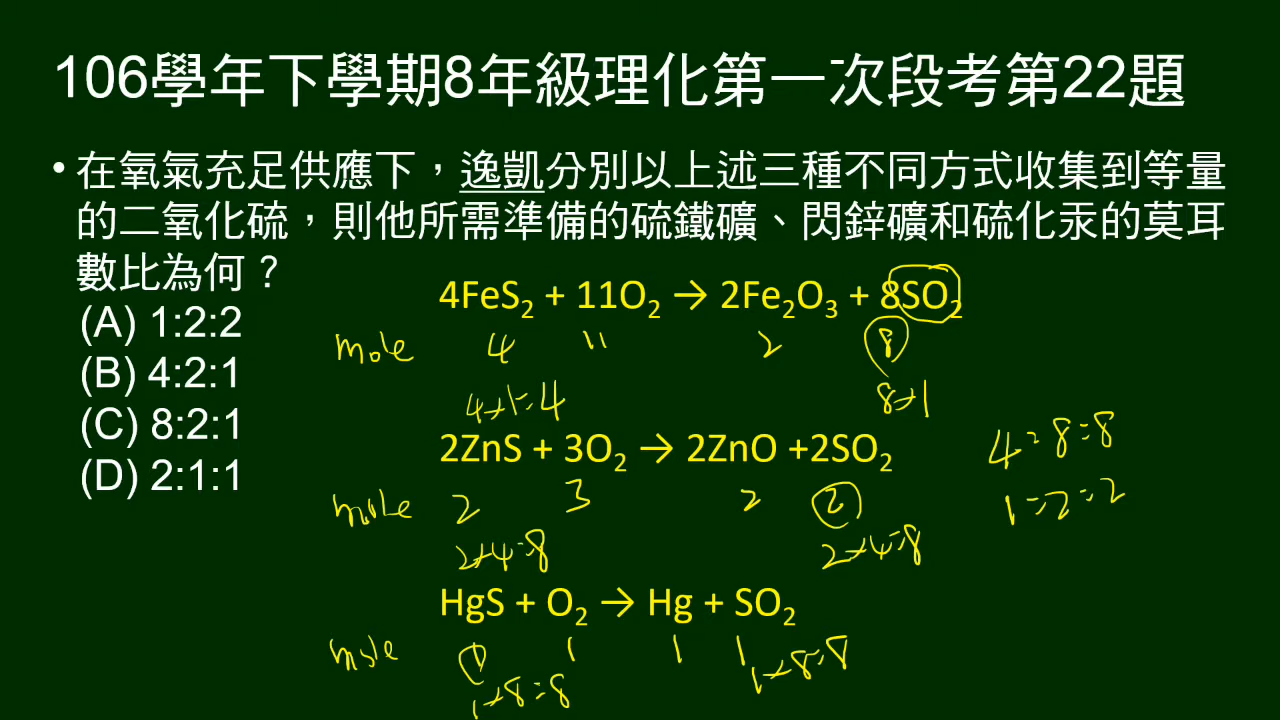 106學年下學期8年級理化第一次段考第22題
• 在氧氣充足供應下，逸凱分別以上述三種不同方式收集到等量
的二氧化硫，則他所需準備的硫鐵礦、閃鋅礦和硫化汞的莫耳
數比為何？
(A) 1:2:2
(B) 4:2:1
(C) 8:2:1
(D) 2:1:1
4FeS₂ + 11O₂ → 2Fe₂O₃ + 8SO₂
mole 4 11 2 8
4×1=4 8×1
2ZnS + 3O₂ → 2ZnO +2SO₂
mole 2 3 2 2
2×4=8 2×4=8
4:8:8
1:2:2
HgS + O₂ → Hg + SO₂
mole 1 1 1 1
1×8=8 1×8=8